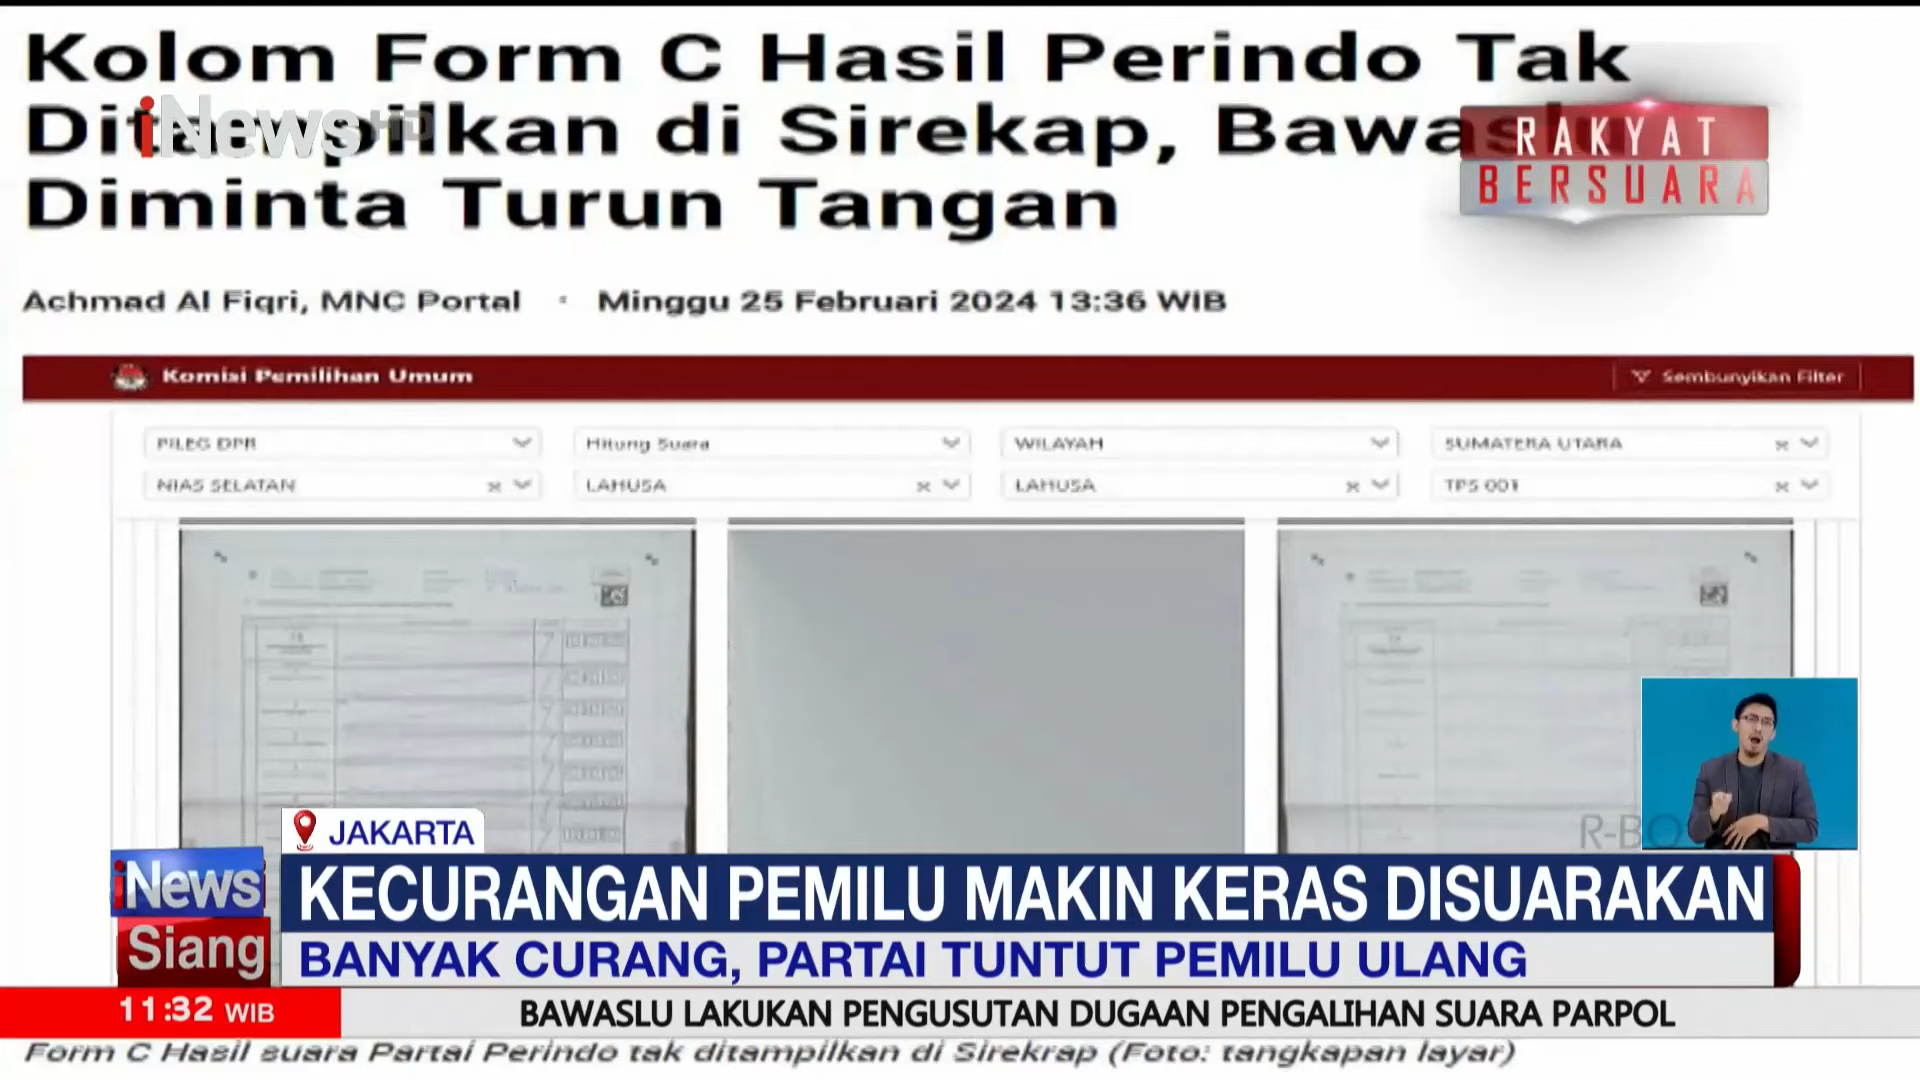 Kolom Form C Hasil Perindo Tak
Ditampilkan di Sirekap, Bawaslu
Diminta Turun Tangan
iNews HD
RAKYAT
BERSUARA
Achmad Al Fiqri, MNC Portal • Minggu 25 Februari 2024 13:36 WIB
Komisi Pemilihan Umum
Sembunyikan Filter
PILEG DPR
Hitung Suara
WILAYAH
SUMATERA UTARA
NIAS SELATAN
LAHUSA
LAHUSA
TPS 001
JAKARTA
iNews
Siang
KECURANGAN PEMILU MAKIN KERAS DISUARAKAN
BANYAK CURANG, PARTAI TUNTUT PEMILU ULANG
11:32 WIB
BAWASLU LAKUKAN PENGUSUTAN DUGAAN PENGALIHAN SUARA PARPOL
Form C Hasil suara Partai Perindo tak ditampilkan di Sirekrap (Foto: tangkapan layar)